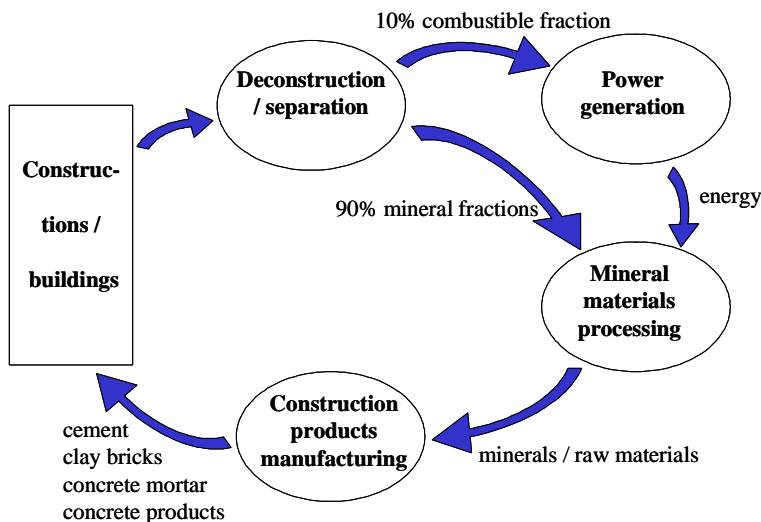 10% combustible fraction
Deconstruction
/ separation
Power
generation
Construc-
tions /
buildings
90% mineral fractions
energy
Mineral
materials
processing
Construction
products
manufacturing
minerals / raw materials
cement
clay bricks
concrete mortar
concrete products